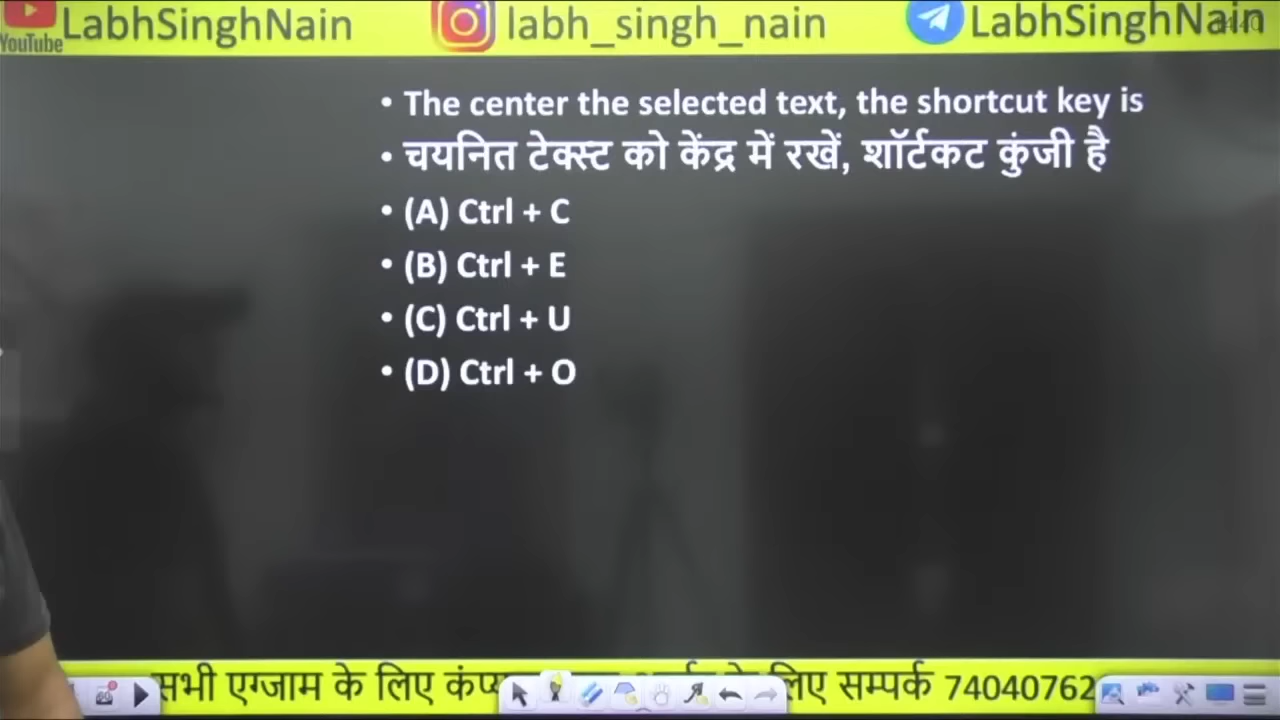 YouTube LabhSinghNain labh_singh_nain LabhSinghNain
• The center the selected text, the shortcut key is
• चयनित टेक्स्ट को केंद्र में रखें, शॉर्टकट कुंजी है
• (A) Ctrl + C
• (B) Ctrl + E
• (C) Ctrl + U
• (D) Ctrl + O
सभी एग्जाम के लिए लिए सम्पर्क 74040762